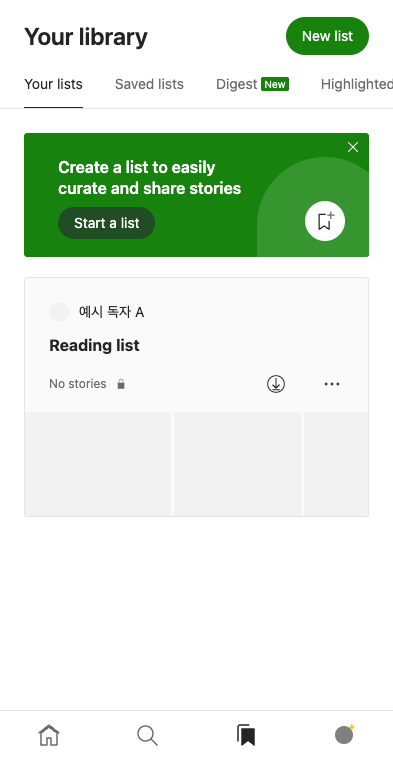 Your library
New list
Your lists
Saved lists
Digest New
Highlighted
Create a list to easily
curate and share stories
Start a list
예시 독자 A
Reading list
No stories